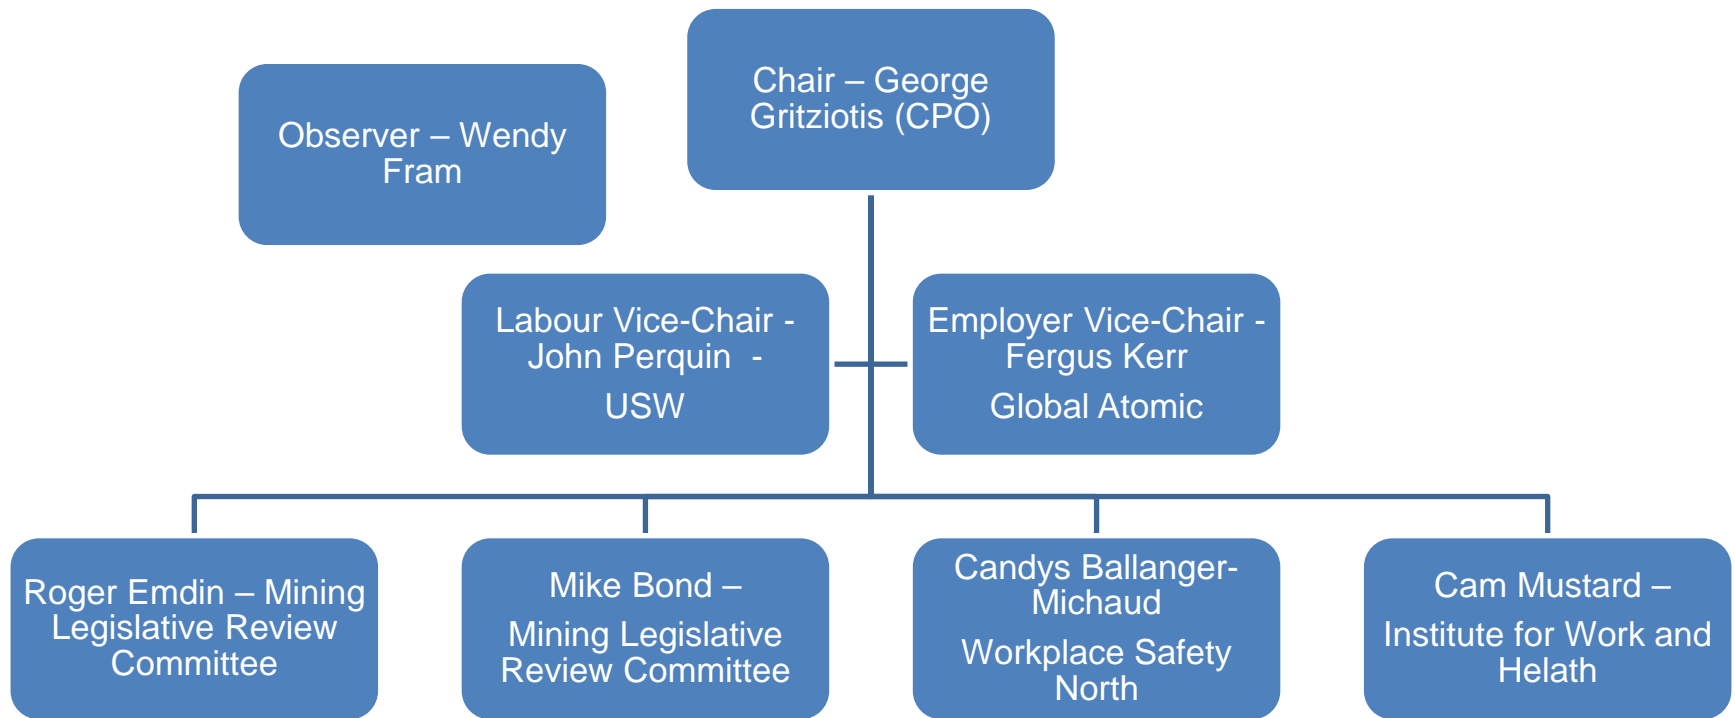 Chair – George
Gritziotis (CPO)
Observer – Wendy
Fram
Labour Vice-Chair -
John Perquin  -
USW
Employer Vice-Chair -
Fergus Kerr
Global Atomic
Roger Emdin – Mining
Legislative Review
Committee
Mike Bond –
Mining Legislative
Review Committee
Candys Ballanger-
Michaud
Workplace Safety
North
Cam Mustard –
Institute for Work and
Helath